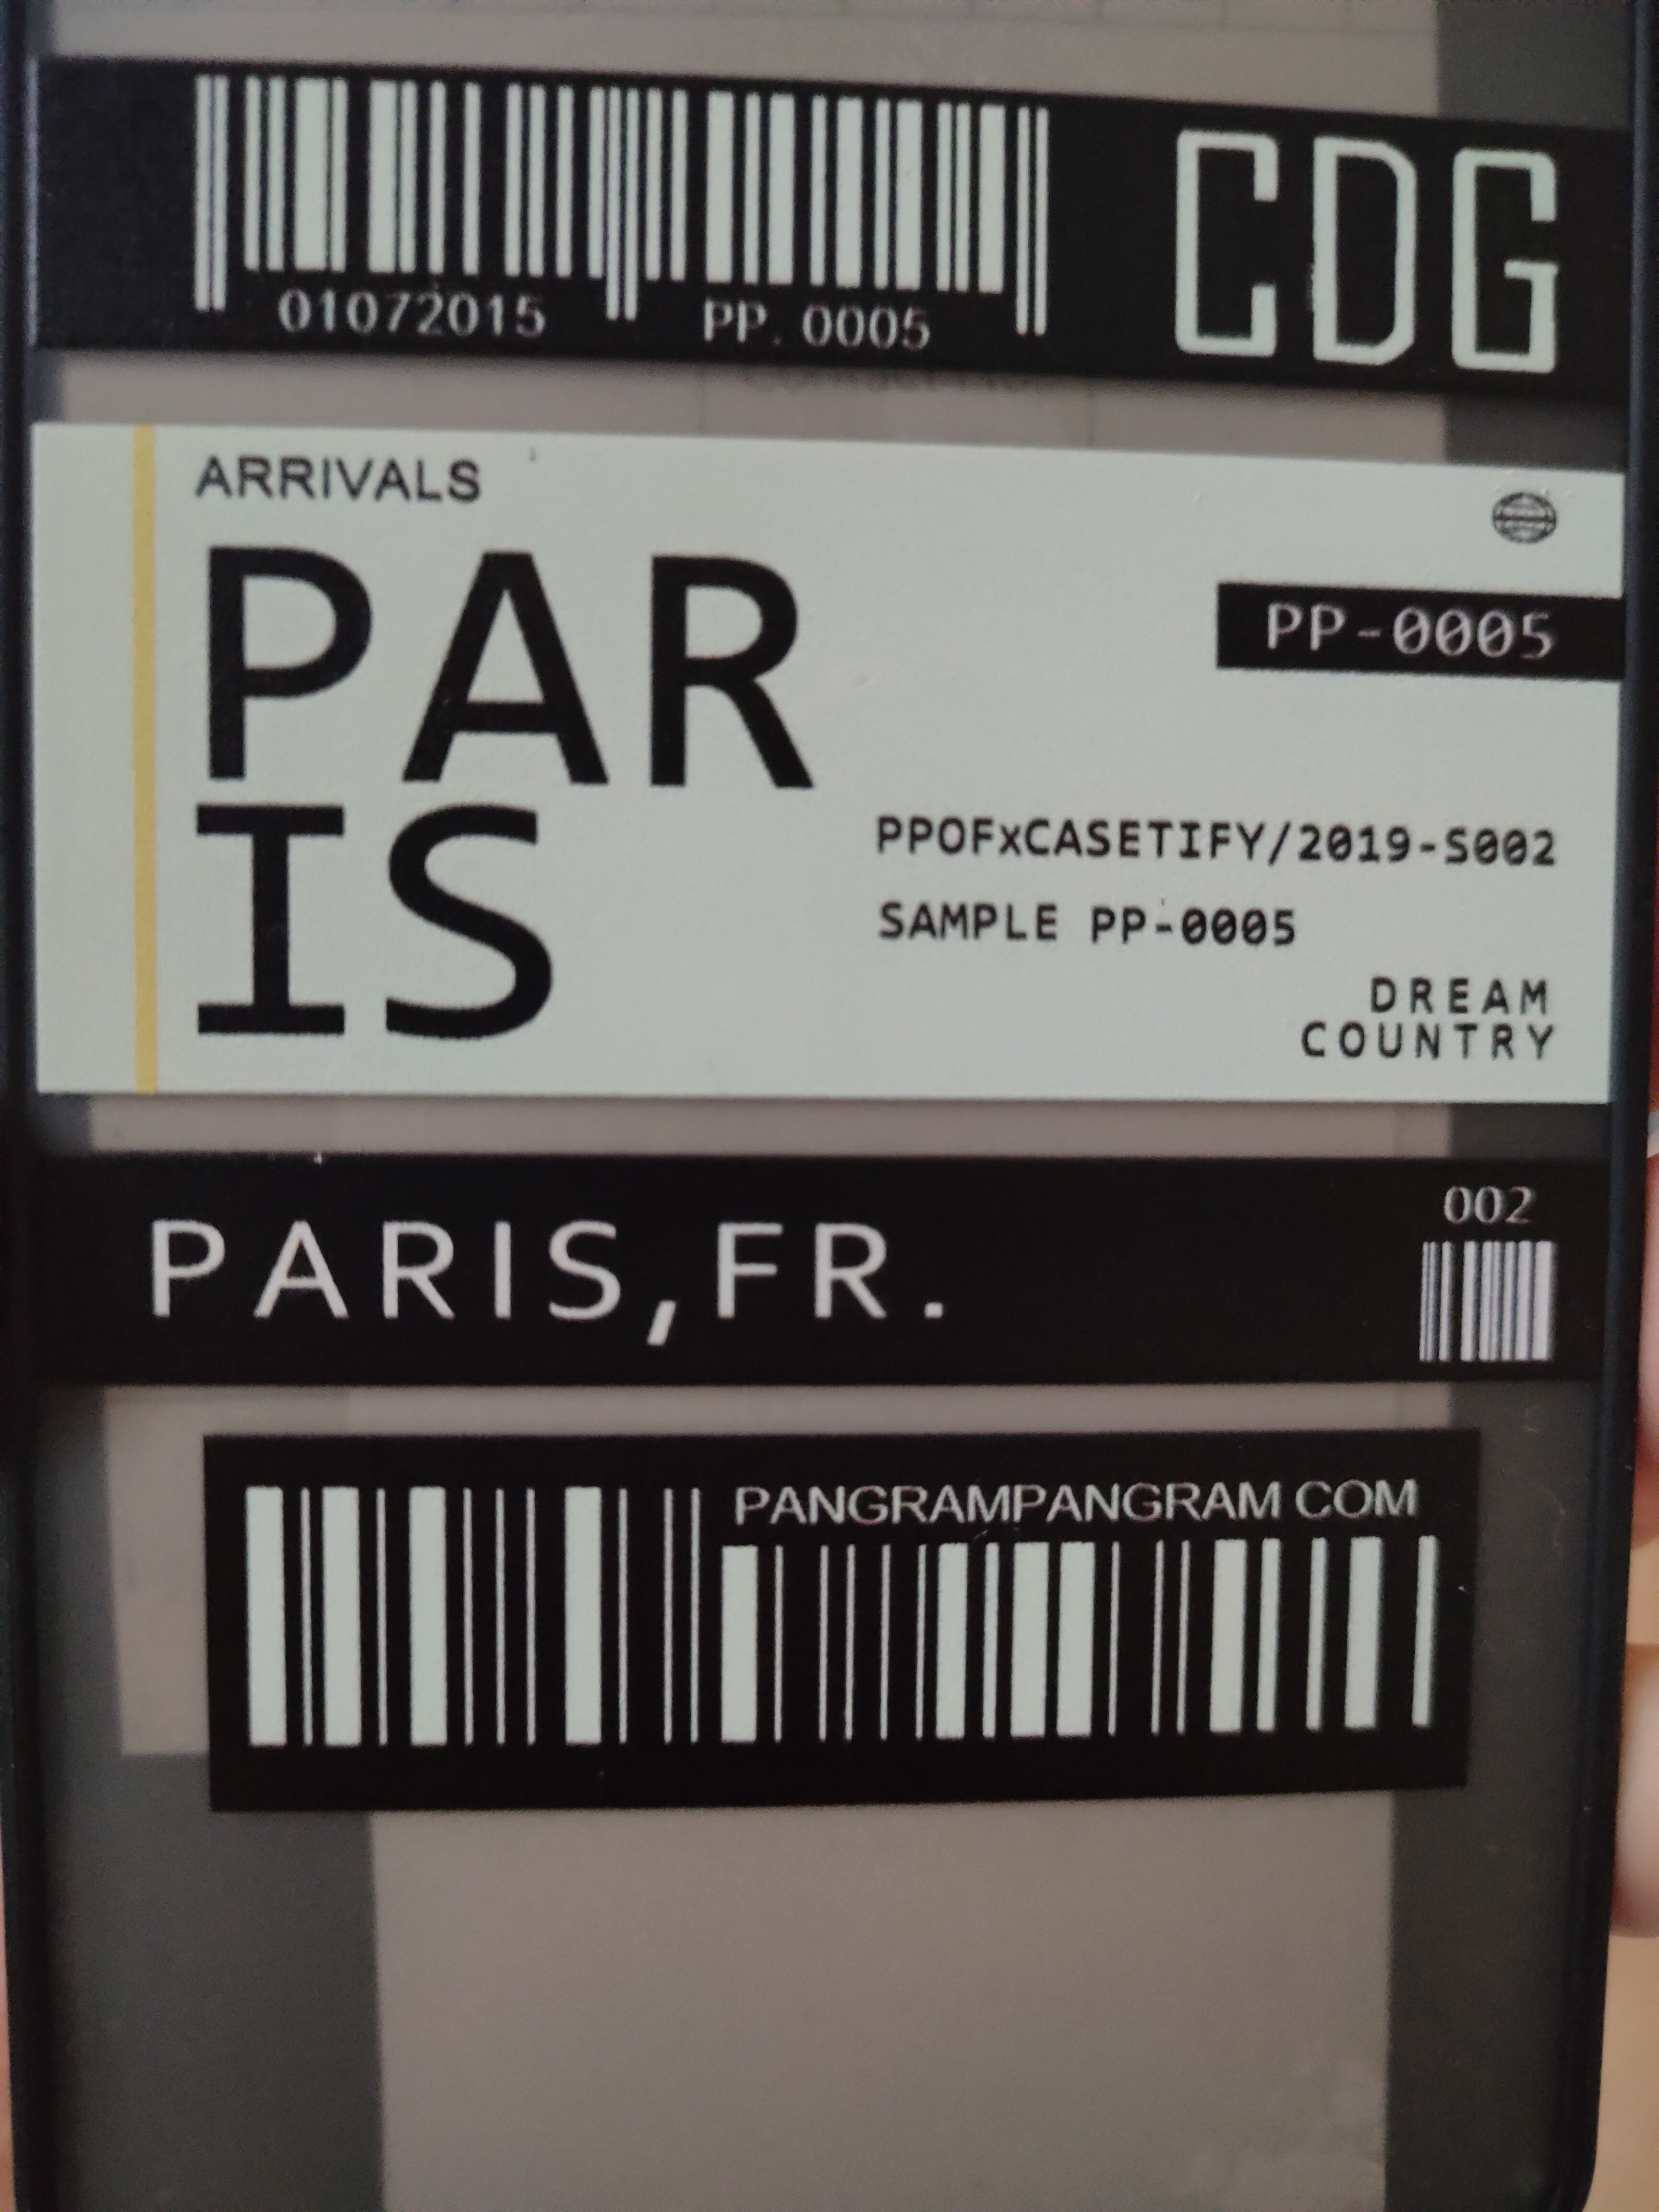 01072015 PP. 0005
CDG
ARRIVALS
PAR
IS
PP-0005
PPOFxCASETIFY/2019-S002
SAMPLE PP-0005
DREAM
COUNTRY
PARIS,FR.
002
PANGRAMPANGRAM COM